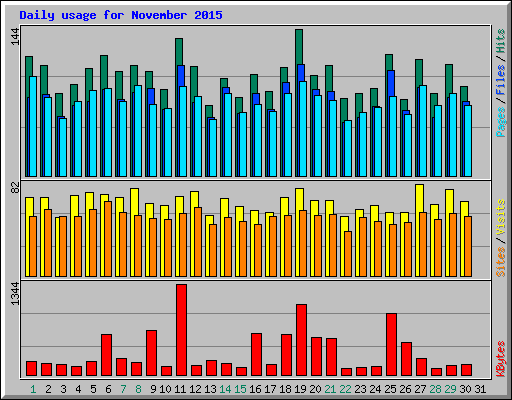 Daily usage for November 2015
144
Pages / Files / Hits
82
Sites / Visits
1344
KBytes
1 2 3 4 5 6 7 8 9 10 11 12 13 14 15 16 17 18 19 20 21 22 23 24 25 26 27 28 29 30 31